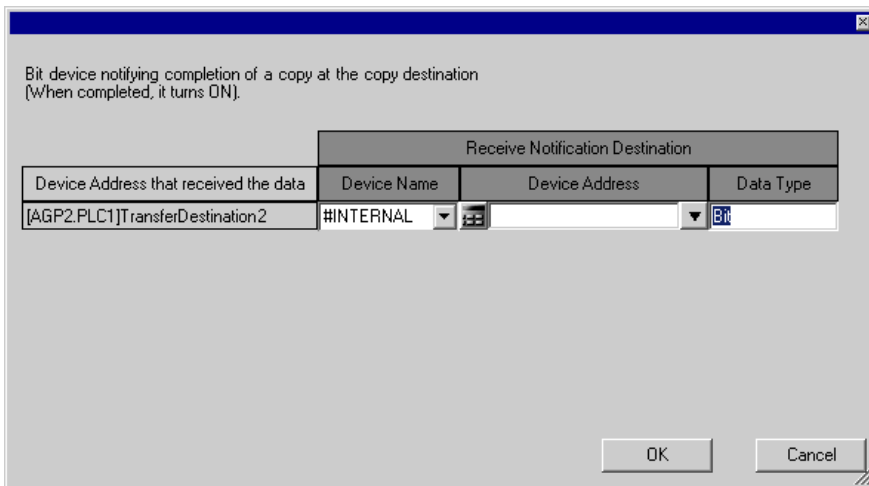 Bit device notifying completion of a copy at the copy destination
(When completed, it turns ON).
Receive Notification Destination
Device Address that received the data Device Name Device Address Data Type
[AGP2.PLC1]TransferDestination2 #INTERNAL Bit
OK Cancel